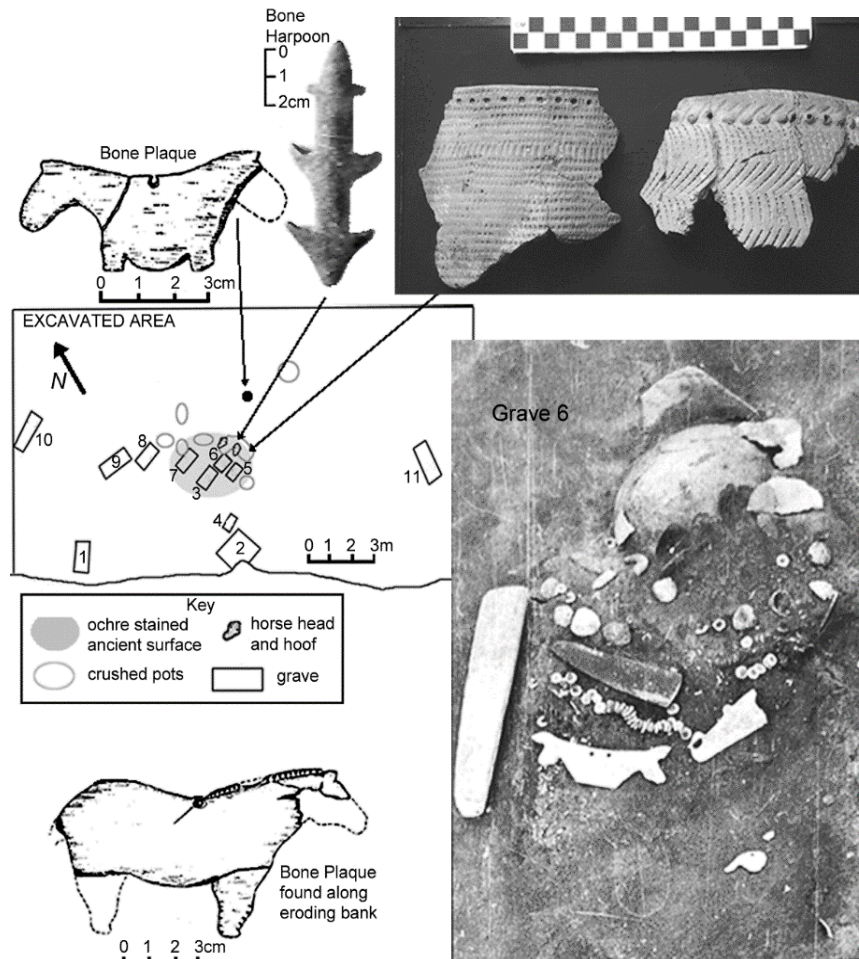 Bone
Harpoon
0
1
2cm
Bone Plaque
0 1 2 3cm
EXCAVATED AREA
N
10
9
8
7
6
5
3
4
11
1
2
0 1 2 3m
Key
ochre stained
ancient surface
horse head
and hoof
crushed pots
grave
Grave 6
Bone Plaque
found along
eroding bank
0 1 2 3cm